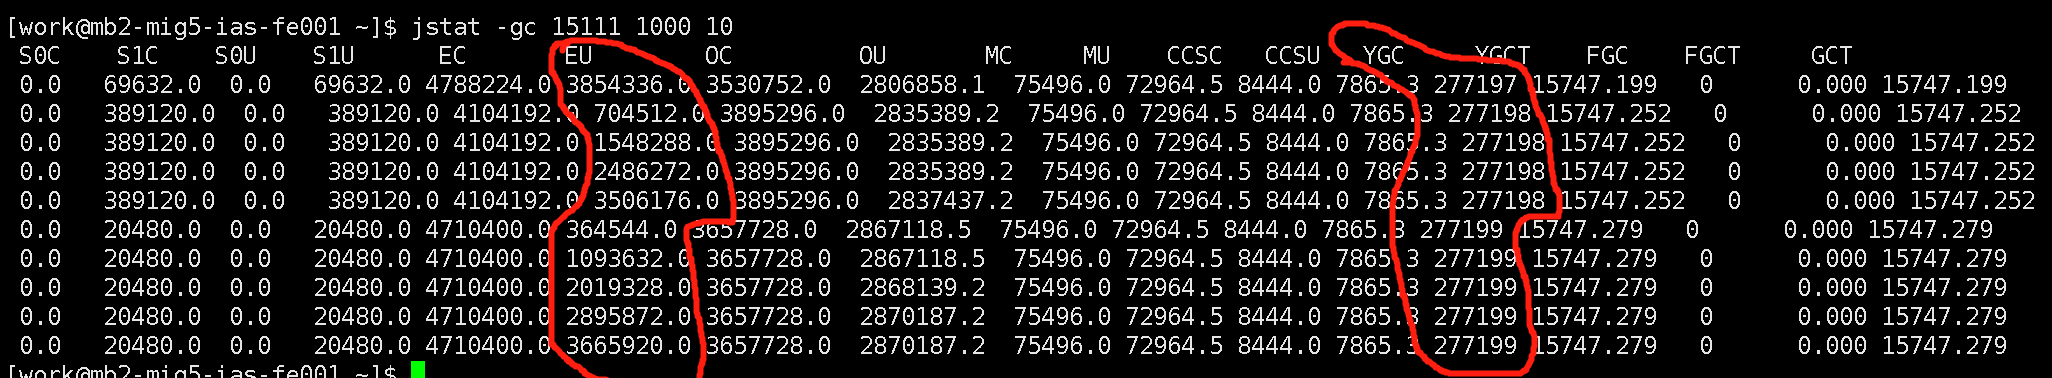 [work@mb2-mig5-ias-fe001 ~]$ jstat -gc 15111 1000 10
S0C S1C S0U S1U EC EU OC OU MC MU CCSC CCSU YGC YGCT FGC FGCT GCT
0.0 69632.0 0.0 69632.0 4788224.0 3854336.0 3530752.0 2806858.1 75496.0 72964.5 8444.0 7865.3 277197 15747.199 0 0.000 15747.199
0.0 389120.0 0.0 389120.0 4104192.0 704512.0 3895296.0 2835389.2 75496.0 72964.5 8444.0 7865.3 277198 15747.252 0 0.000 15747.252
0.0 389120.0 0.0 389120.0 4104192.0 1548288.0 3895296.0 2835389.2 75496.0 72964.5 8444.0 7865.3 277198 15747.252 0 0.000 15747.252
0.0 389120.0 0.0 389120.0 4104192.0 2486272.0 3895296.0 2835389.2 75496.0 72964.5 8444.0 7865.3 277198 15747.252 0 0.000 15747.252
0.0 389120.0 0.0 389120.0 4104192.0 3506176.0 3895296.0 2837437.2 75496.0 72964.5 8444.0 7865.3 277198 15747.252 0 0.000 15747.252
0.0 20480.0 0.0 20480.0 4710400.0 364544.0 3657728.0 2867118.5 75496.0 72964.5 8444.0 7865.3 277199 15747.279 0 0.000 15747.279
0.0 20480.0 0.0 20480.0 4710400.0 1093632.0 3657728.0 2867118.5 75496.0 72964.5 8444.0 7865.3 277199 15747.279 0 0.000 15747.279
0.0 20480.0 0.0 20480.0 4710400.0 2019328.0 3657728.0 2868139.2 75496.0 72964.5 8444.0 7865.3 277199 15747.279 0 0.000 15747.279
0.0 20480.0 0.0 20480.0 4710400.0 2895872.0 3657728.0 2870187.2 75496.0 72964.5 8444.0 7865.3 277199 15747.279 0 0.000 15747.279
0.0 20480.0 0.0 20480.0 4710400.0 3665920.0 3657728.0 2870187.2 75496.0 72964.5 8444.0 7865.3 277199 15747.279 0 0.000 15747.279
[work@mb2-mig5-ias-fe001 ~]$